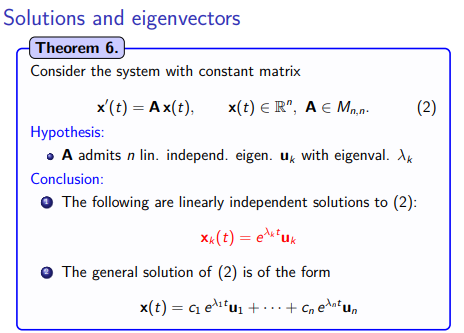 Solutions and eigenvectors
Theorem 6.
Consider the system with constant matrix
x′(t) = A x(t), x(t) ∈ ℝⁿ, A ∈ Mₙ,ₙ. (2)
Hypothesis:
A admits n lin. independ. eigen. uₖ with eigenval. λₖ
Conclusion:
1 The following are linearly independent solutions to (2):
xₖ(t) = e^{λₖt}uₖ
2 The general solution of (2) is of the form
x(t) = c₁ e^{λ₁t}u₁ + ⋯ + cₙ e^{λₙt}uₙ